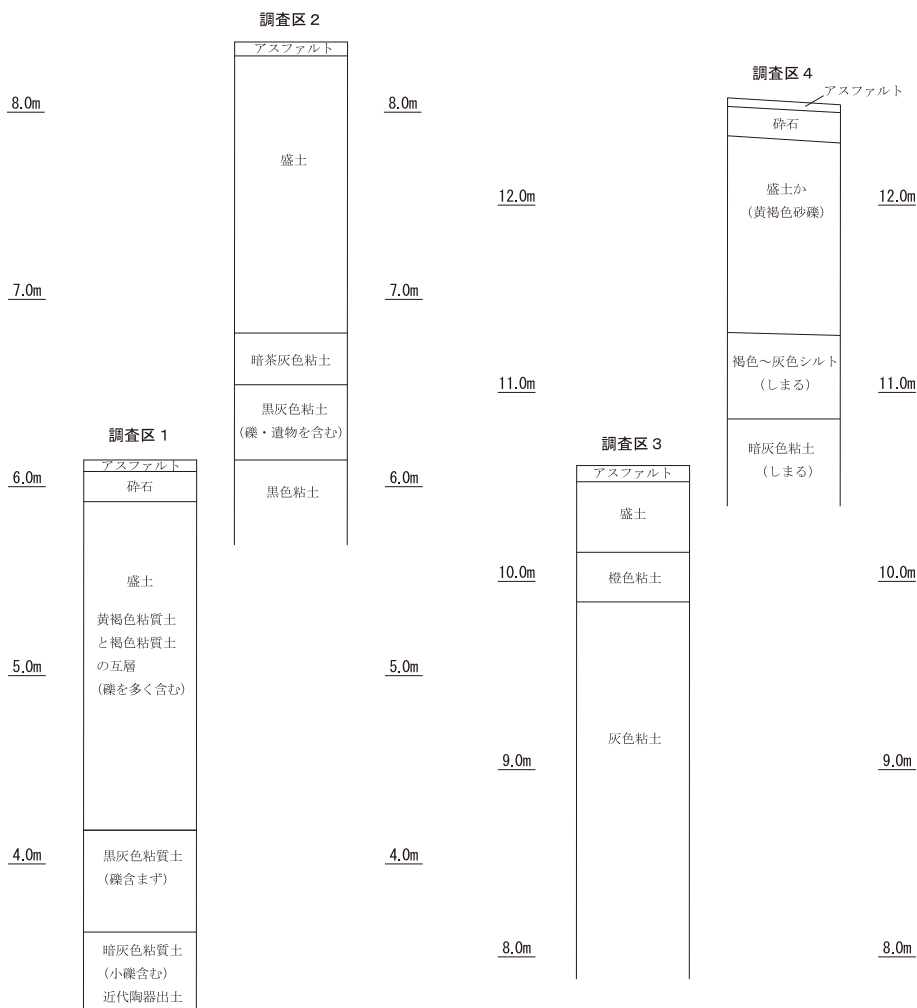 調査区２
アスファルト
8.0m
8.0m
盛土
7.0m
7.0m
暗茶灰色粘土
黒灰色粘土
(礫・遺物を含む)
黒色粘土
調査区１
アスファルト
6.0m
6.0m
砕石
盛土
黄褐色粘質土
と褐色粘質土
の互層
(礫を多く含む)
5.0m
5.0m
4.0m
4.0m
黒灰色粘質土
(礫含まず)
暗灰色粘質土
(小礫含む)
近代陶器出土
調査区４
アスファルト
砕石
盛土か
(黄褐色砂礫)
12.0m
12.0m
褐色～灰色シルト
(しまる)
11.0m
11.0m
暗灰色粘土
(しまる)
調査区３
アスファルト
盛土
10.0m
10.0m
橙色粘土
灰色粘土
9.0m
9.0m
8.0m
8.0m